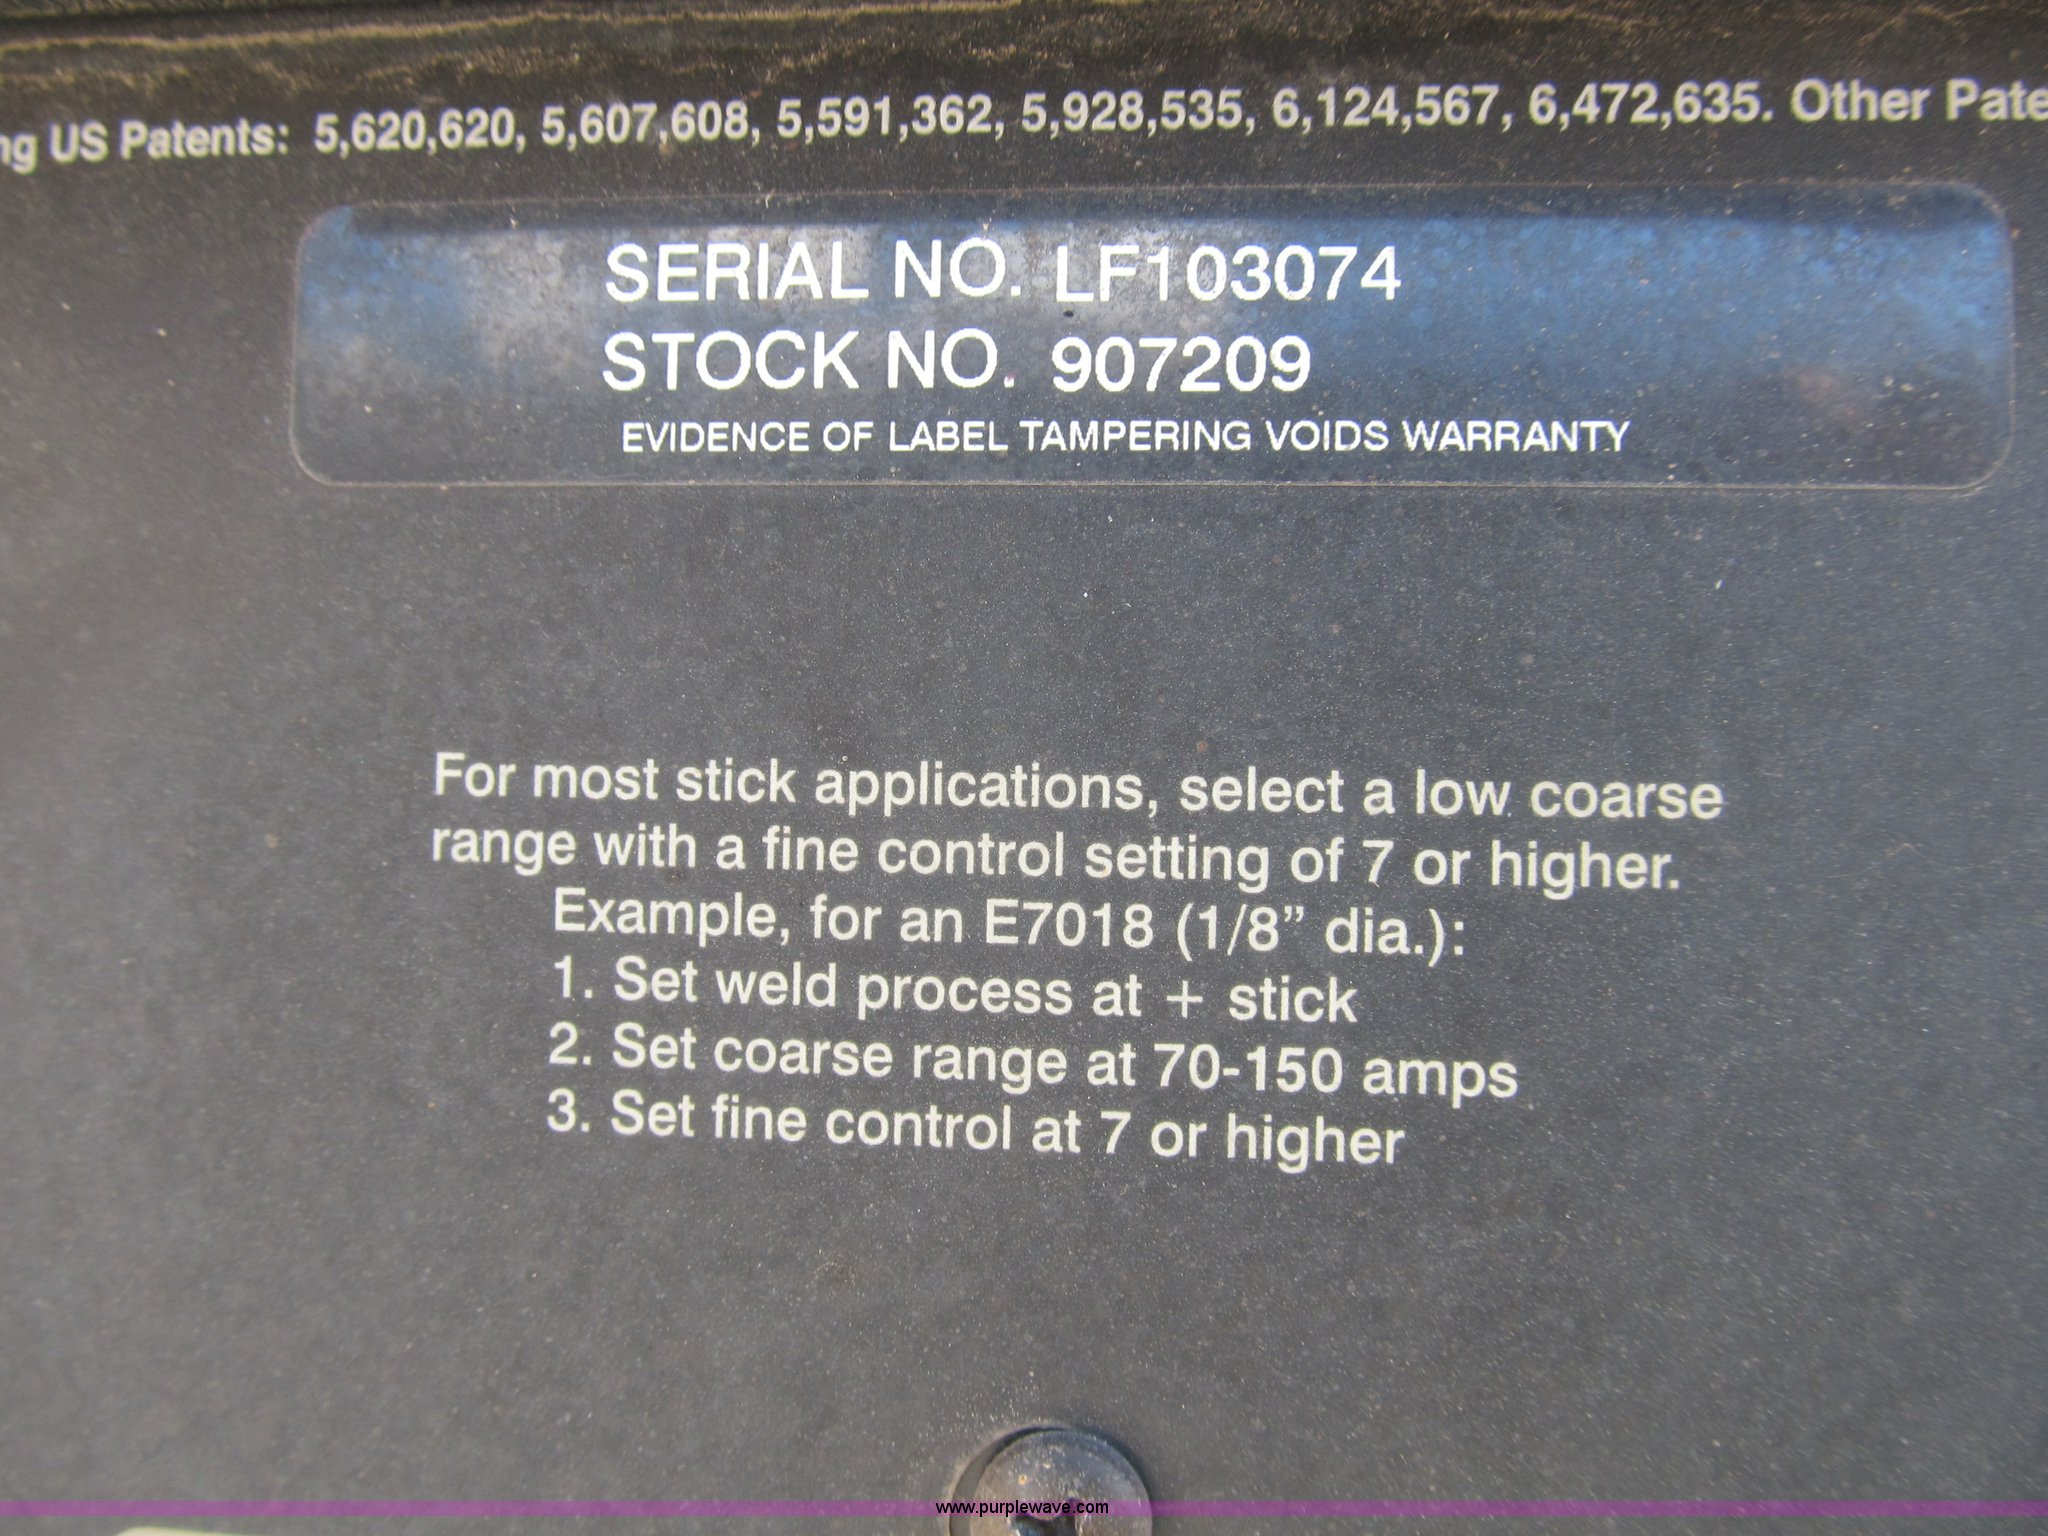 US Patents: 5,620,620, 5,607,608, 5,591,362, 5,928,535, 6,124,567, 6,472,635. Other
SERIAL NO. LF103074
STOCK NO. 907209
EVIDENCE OF LABEL TAMPERING VOIDS WARRANTY
For most stick applications, select a low coarse
range with a fine control setting of 7 or higher.
Example, for an E7018 (1/8” dia.):
1. Set weld process at + stick
2. Set coarse range at 70-150 amps
3. Set fine control at 7 or higher
www.purplewave.com